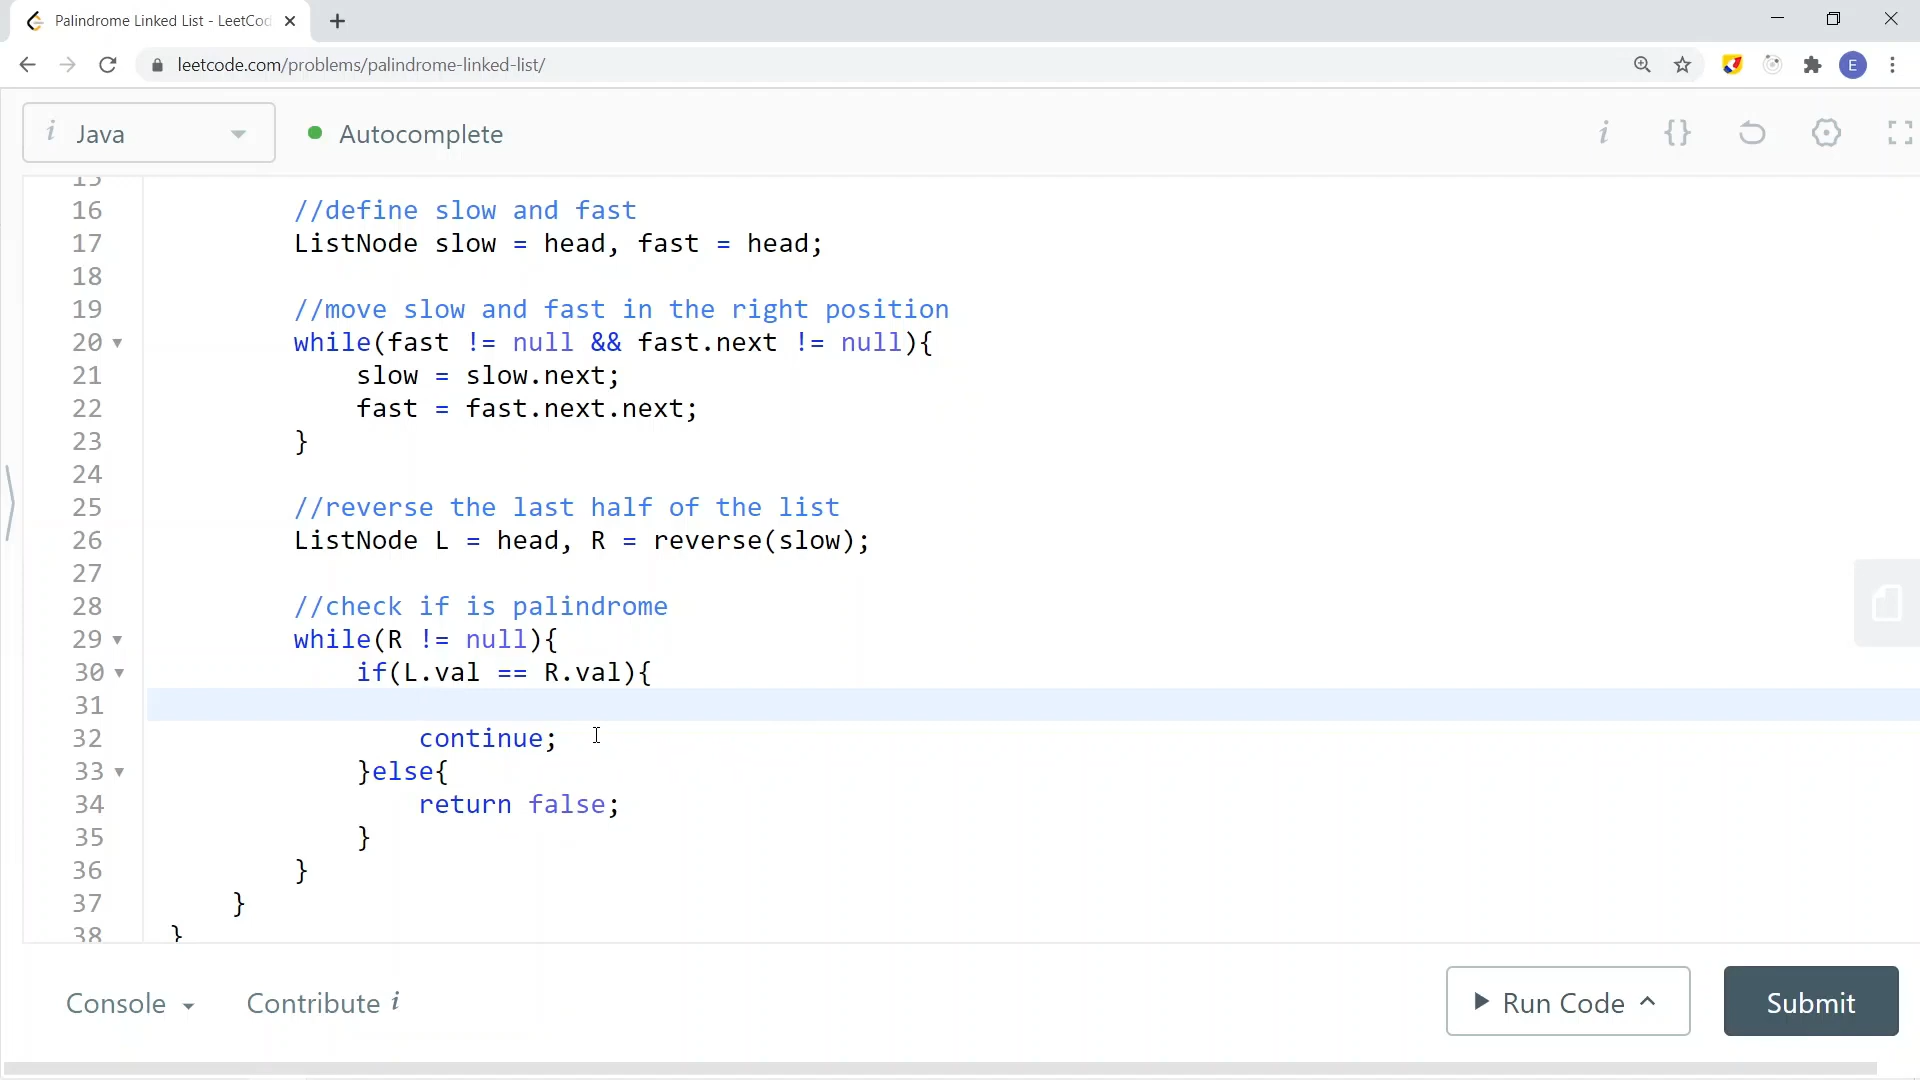 Palindrome Linked List - LeetCod
leetcode.com/problems/palindrome-linked-list/
E
i Java
Autocomplete
i {}
15
16 //define slow and fast
17 ListNode slow = head, fast = head;
18
19 //move slow and fast in the right position
20 while(fast != null && fast.next != null){
21 slow = slow.next;
22 fast = fast.next.next;
23 }
24
25 //reverse the last half of the list
26 ListNode L = head, R = reverse(slow);
27
28 //check if is palindrome
29 while(R != null){
30 if(L.val == R.val){
31
32 continue;
33 }else{
34 return false;
35 }
36 }
37 }
38 }
Console Contribute i Run Code Submit